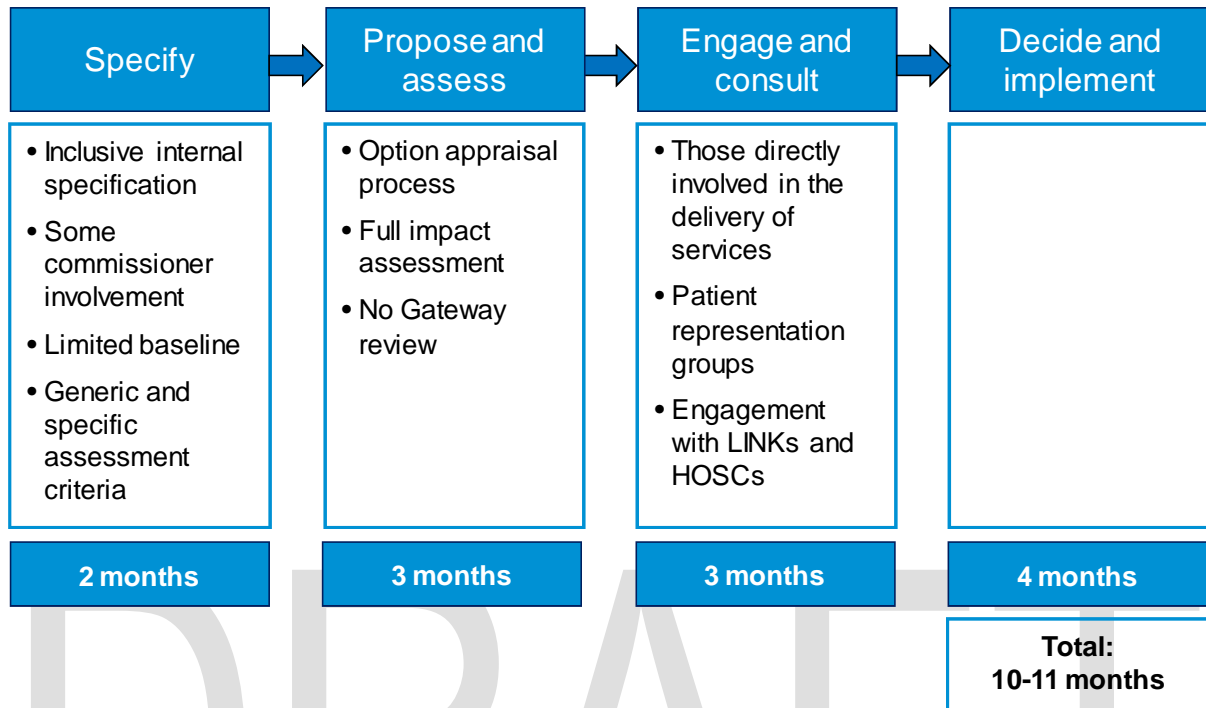 Specify
Propose and
assess
Engage and
consult
Decide and
implement
• Inclusive internal
specification
• Some
commissioner
involvement
• Limited baseline
• Generic and
specific
assessment
criteria
• Option appraisal
process
• Full impact
assessment
• No Gateway
review
• Those directly
involved in the
delivery of
services
• Patient
representation
groups
• Engagement
with LINKs and
HOSCs
2 months
3 months
3 months
4 months
Total:
10-11 months
DRAFT